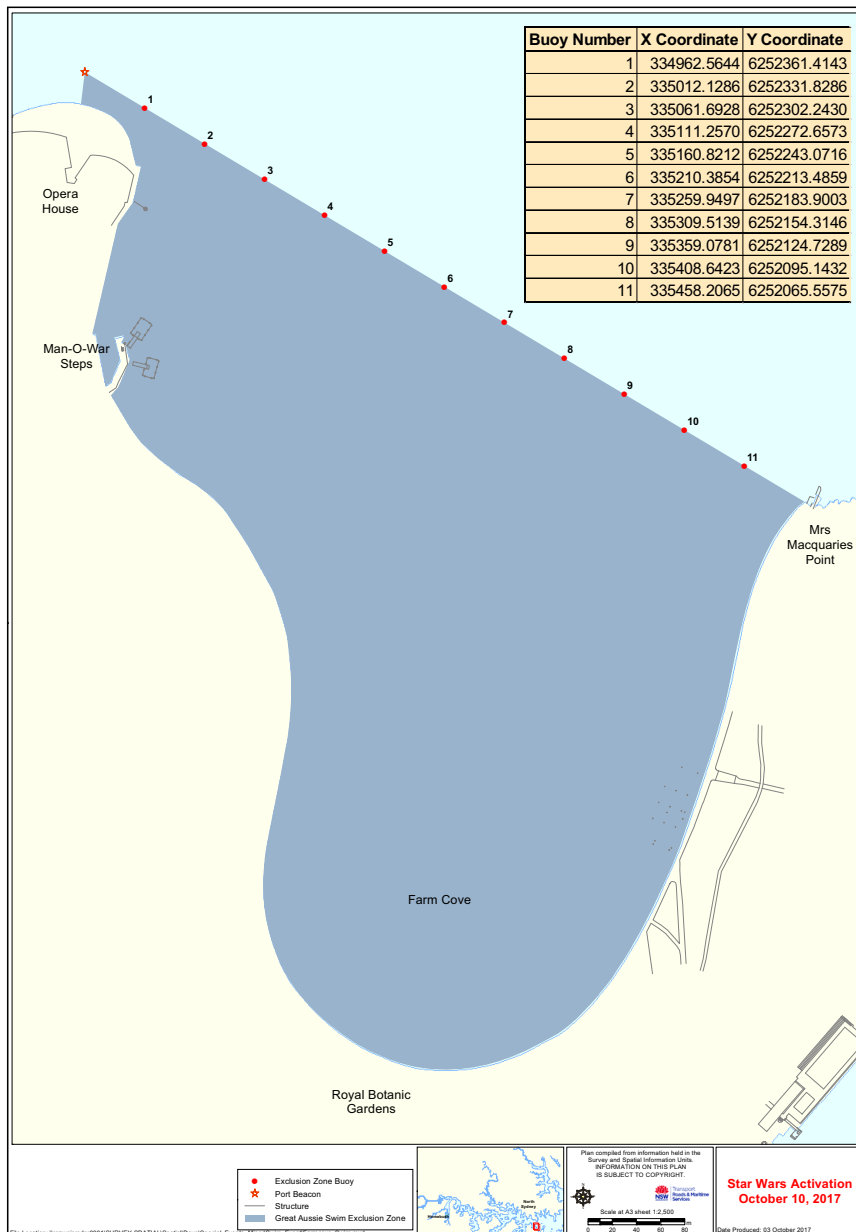 Buoy Number X Coordinate Y Coordinate
1 334962.5644 6252361.4143
2 335012.1286 6252331.8286
3 335061.6928 6252302.2430
4 335111.2570 6252272.6573
5 335160.8212 6252243.0716
6 335210.3854 6252213.4859
7 335259.9497 6252183.9003
8 335309.5139 6252154.3146
9 335359.0781 6252124.7289
10 335408.6423 6252095.1432
11 335458.2065 6252065.5575
1
2
3
4
5
6
7
8
9
10
11
Opera
House
Man-O-War
Steps
Mrs
Macquaries
Point
Farm Cove
Royal Botanic
Gardens
Exclusion Zone Buoy
Port Beacon
Structure
Great Aussie Swim Exclusion Zone
North
Sydney
Plan compiled from information held in the
Survey and Spatial Information Units.
INFORMATION ON THIS PLAN
IS SUBJECT TO COPYRIGHT.
NSW
Transport
Roads & Maritime
Services
Scale at A3 sheet 1:2,500
0 20 40 60 80
m
Star Wars Activation
October 10, 2017
Date Produced: 03 October 2017